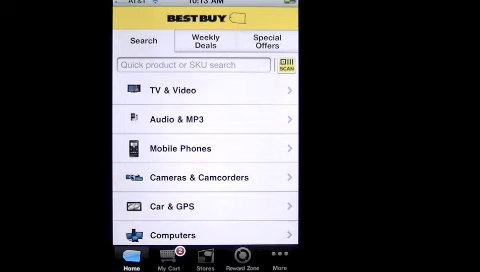 AT&T
10:13 AM
BEST BUY
Search
Weekly Deals
Special Offers
Quick product or SKU search
SCAN
TV & Video
Audio & MP3
Mobile Phones
Cameras & Camcorders
Car & GPS
Computers
2
Home
My Cart
Stores
Reward Zone
More